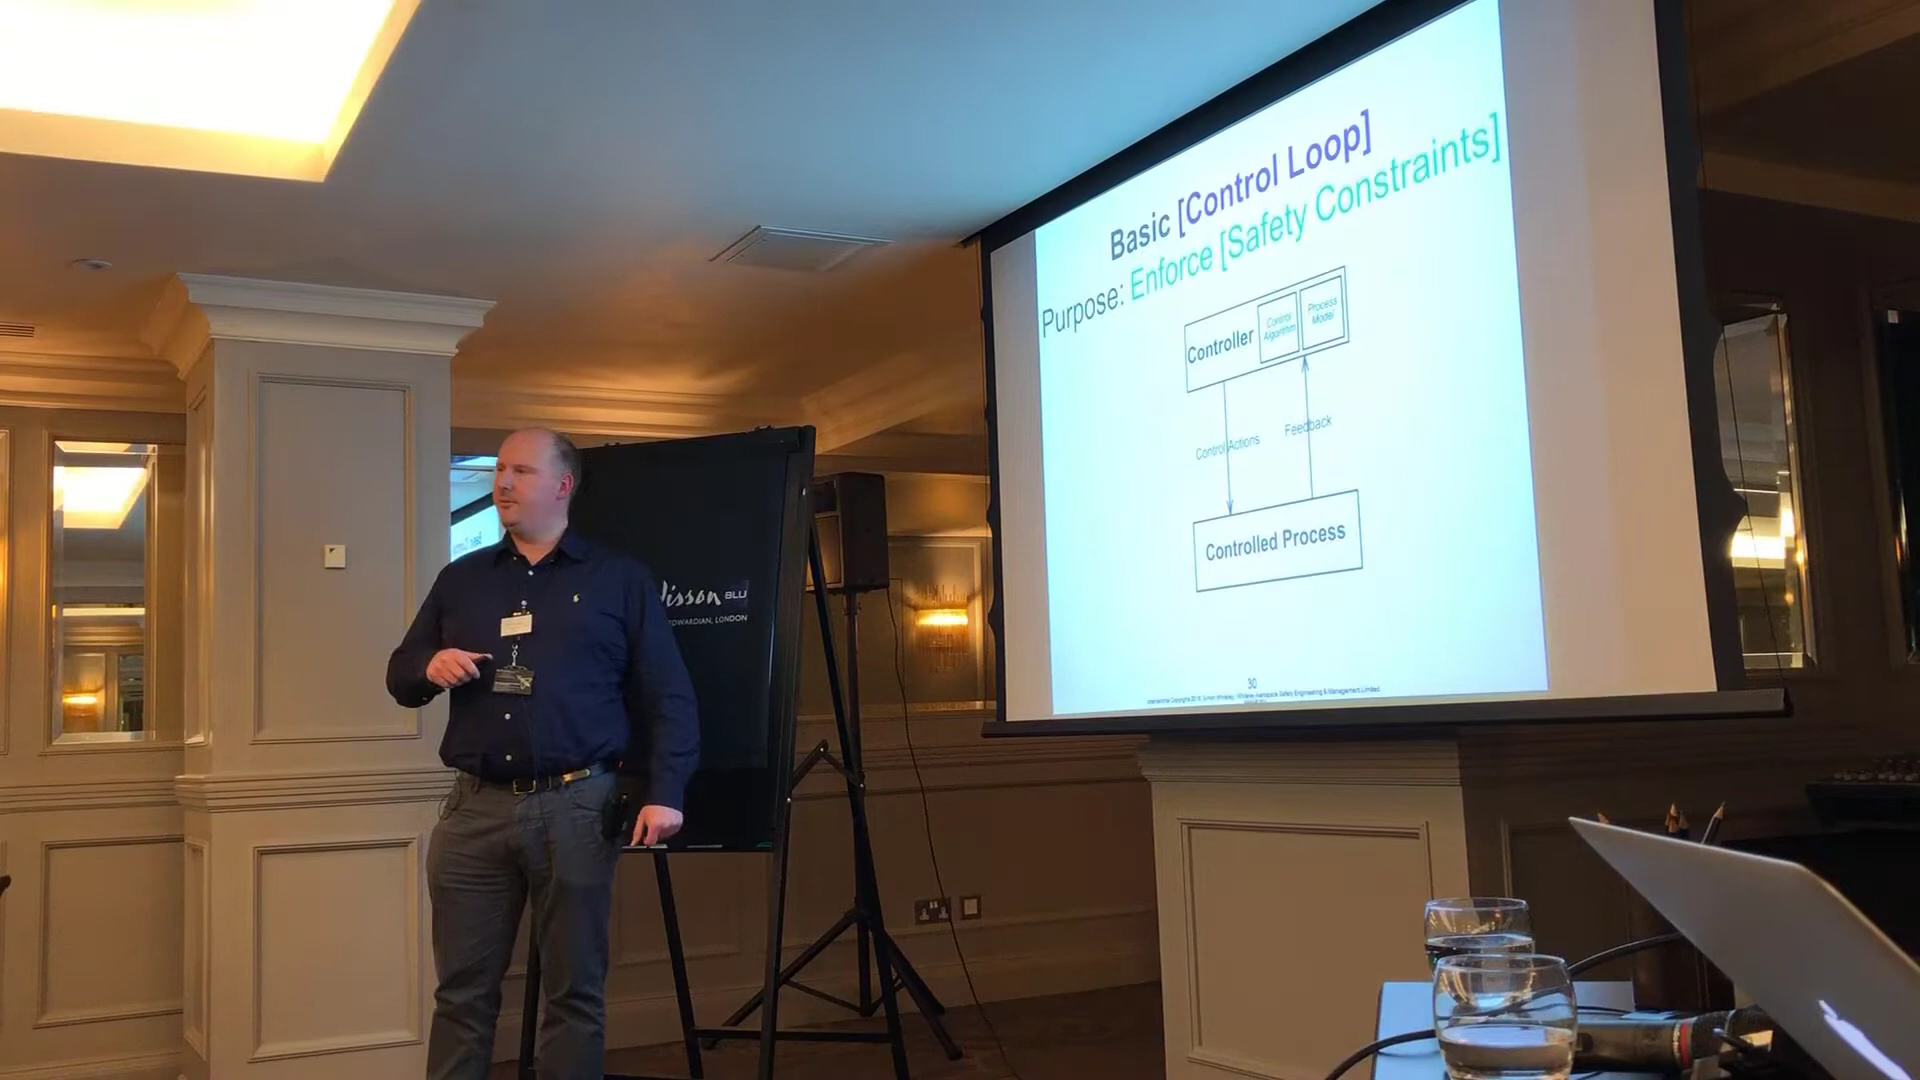 Basic [Control Loop]
Purpose: Enforce [Safety Constraints]
Controller
Control
Algorithm
Process
Model
Control Actions
Feedback
Controlled Process
30
BLU
EDWARDIAN, LONDON